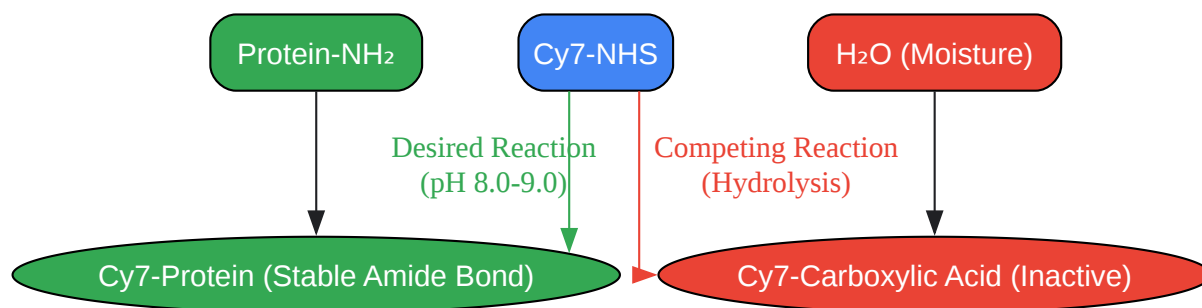 Protein-NH₂
Cy7-NHS
H₂O (Moisture)
Desired Reaction
(pH 8.0-9.0)
Competing Reaction
(Hydrolysis)
Cy7-Protein (Stable Amide Bond)
Cy7-Carboxylic Acid (Inactive)